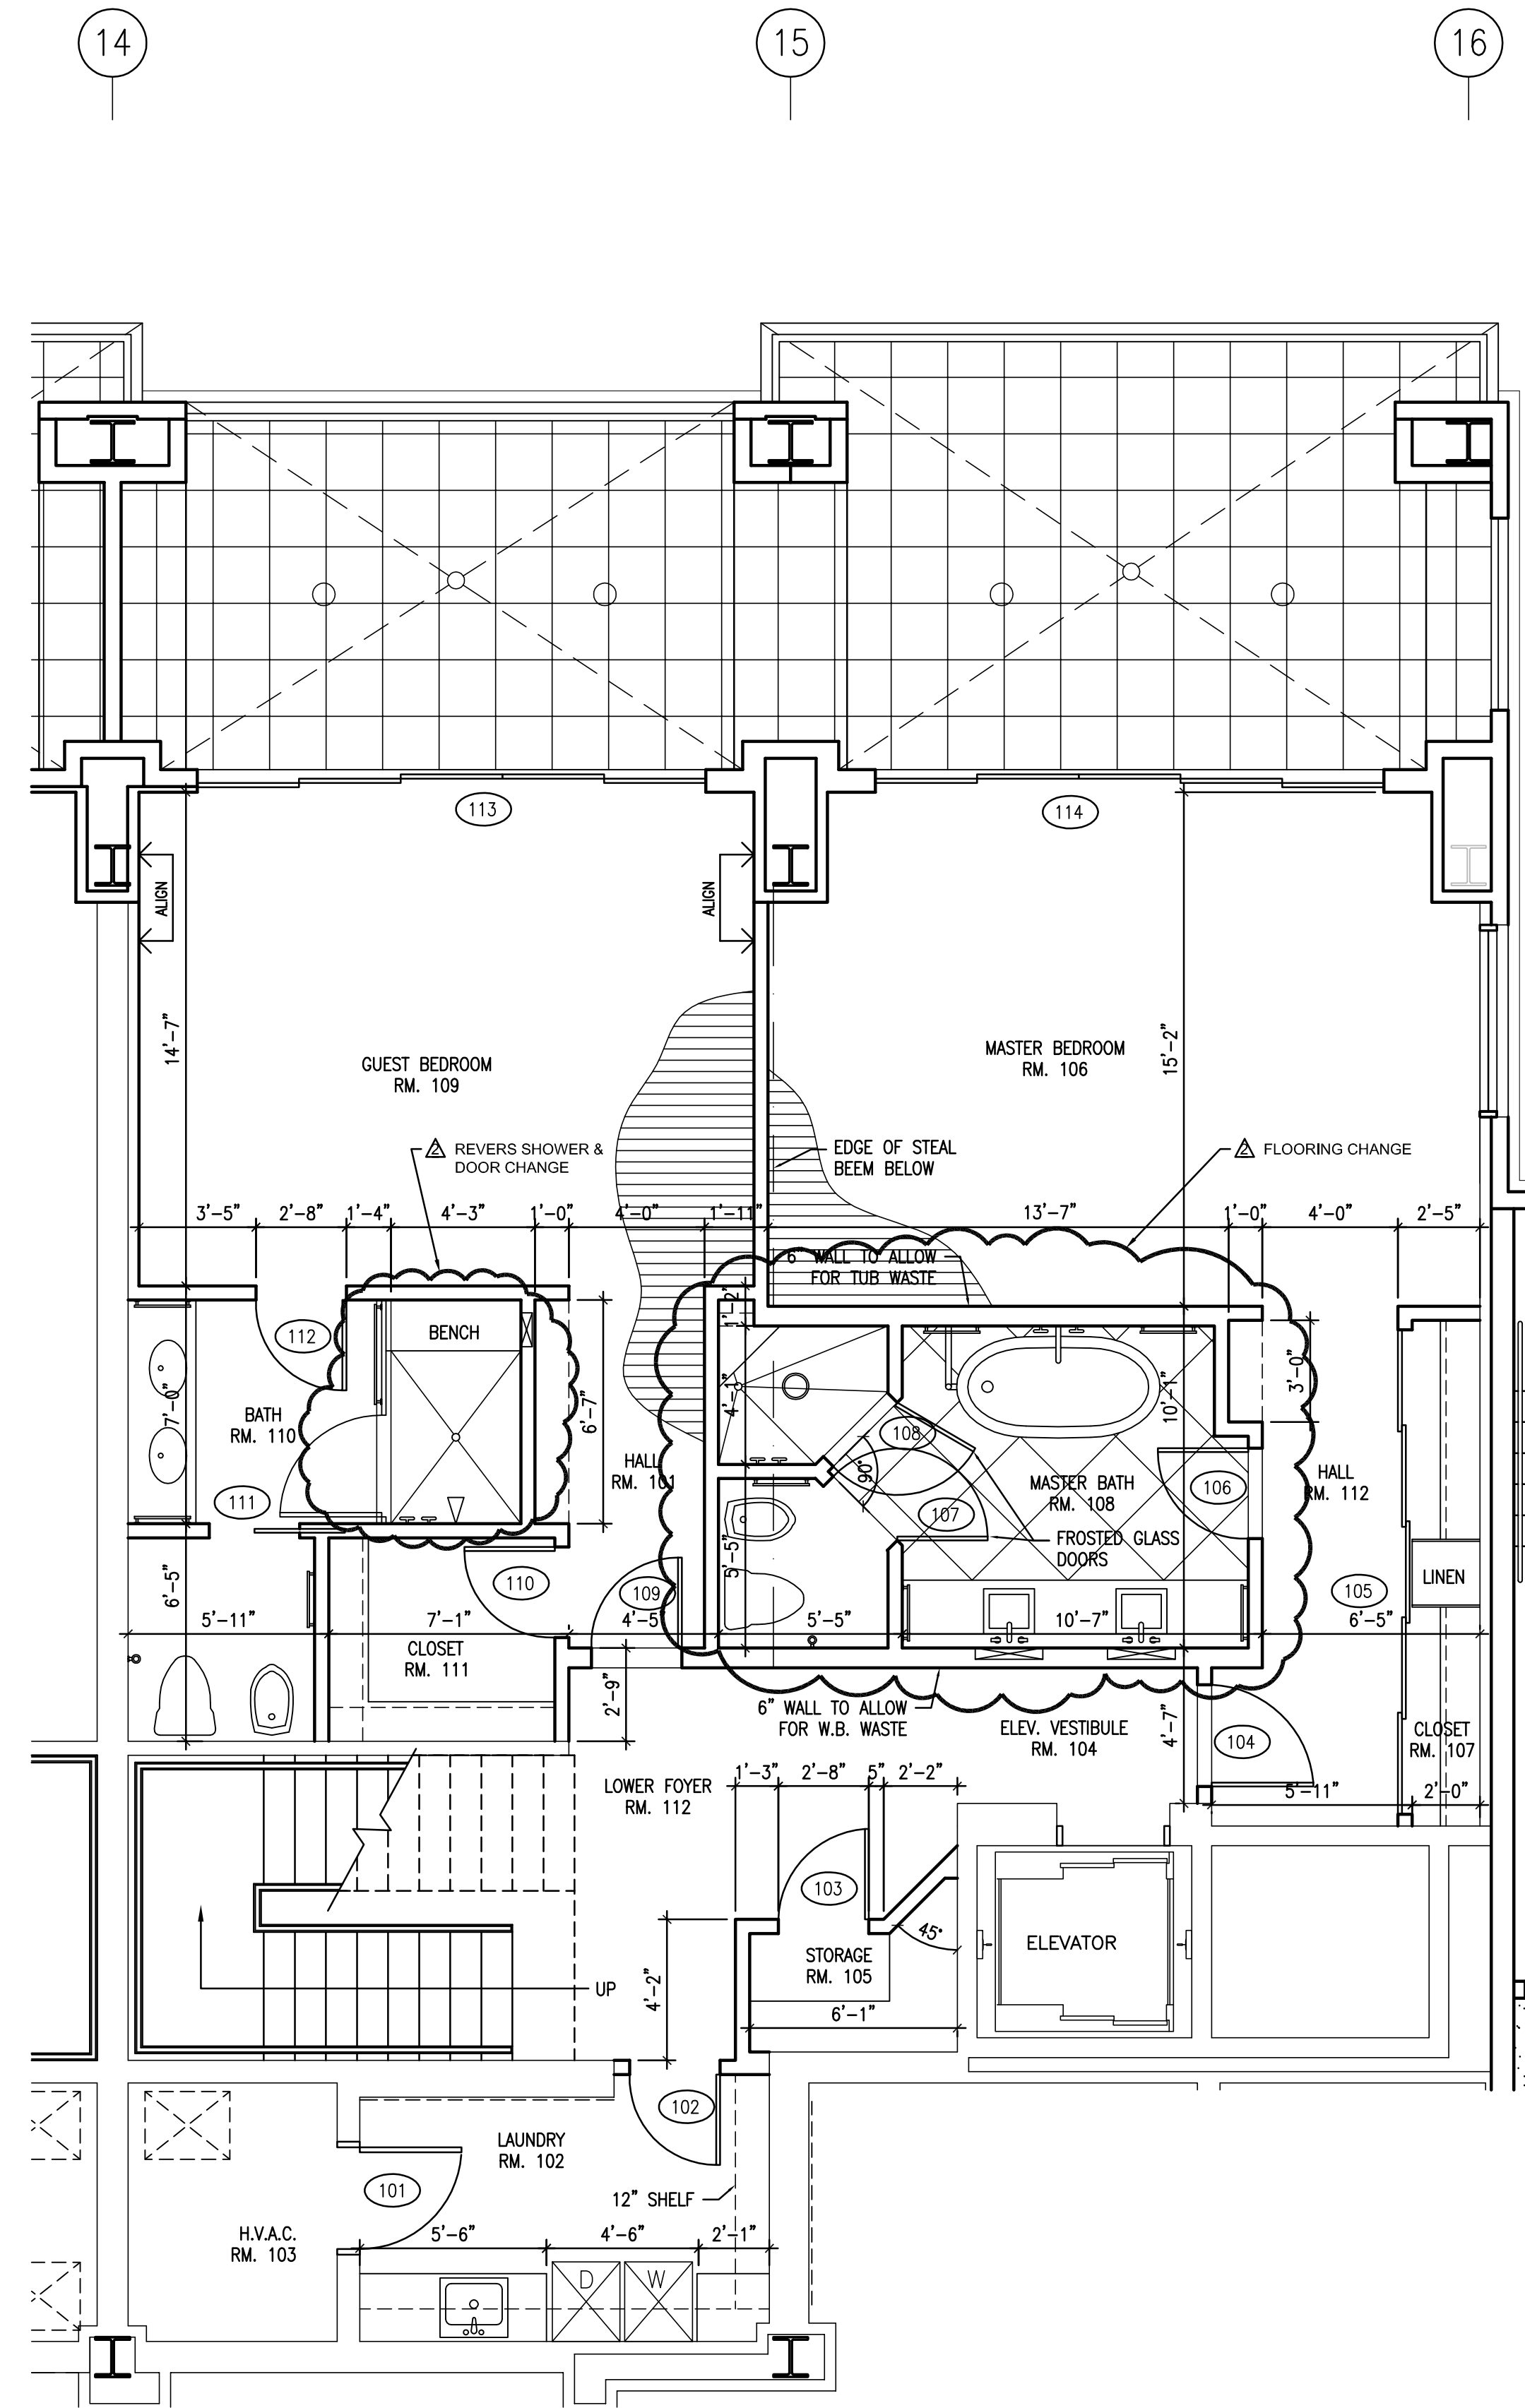 14
15
16
113
114
ALIGN
ALIGN
14'-7"
15'-2"
GUEST BEDROOM
RM. 109
MASTER BEDROOM
RM. 106
2 REVERS SHOWER &
DOOR CHANGE
EDGE OF STEAL
BEEM BELOW
2 FLOORING CHANGE
3'-5"
2'-8"
1'-4"
4'-3"
1'-0"
4'-0"
1'-11"
13'-7"
1'-0"
4'-0"
2'-5"
6" WALL TO ALLOW
FOR TUB WASTE
1'-2"
112
BENCH
3'-0"
7'-0"
4'-1"
10'-1"
BATH
RM. 110
6'-7"
108
90°
HALL
RM. 101
MASTER BATH
RM. 108
106
HALL
RM. 112
111
107
FROSTED GLASS
DOORS
5'-5"
6'-5"
110
109
105
LINEN
5'-11"
7'-1"
4'-5"
5'-5"
10'-7"
6'-5"
CLOSET
RM. 111
2'-9"
6" WALL TO ALLOW
FOR W.B. WASTE
ELEV. VESTIBULE
RM. 104
4'-7"
104
CLOSET
RM. 107
LOWER FOYER
RM. 112
1'-3"
2'-8"
5"
2'-2"
5'-11"
2'-0"
103
45°
STORAGE
RM. 105
ELEVATOR
UP
4'-2"
6'-1"
102
LAUNDRY
RM. 102
101
12" SHELF
H.V.A.C.
RM. 103
5'-6"
4'-6"
2'-1"
D
W